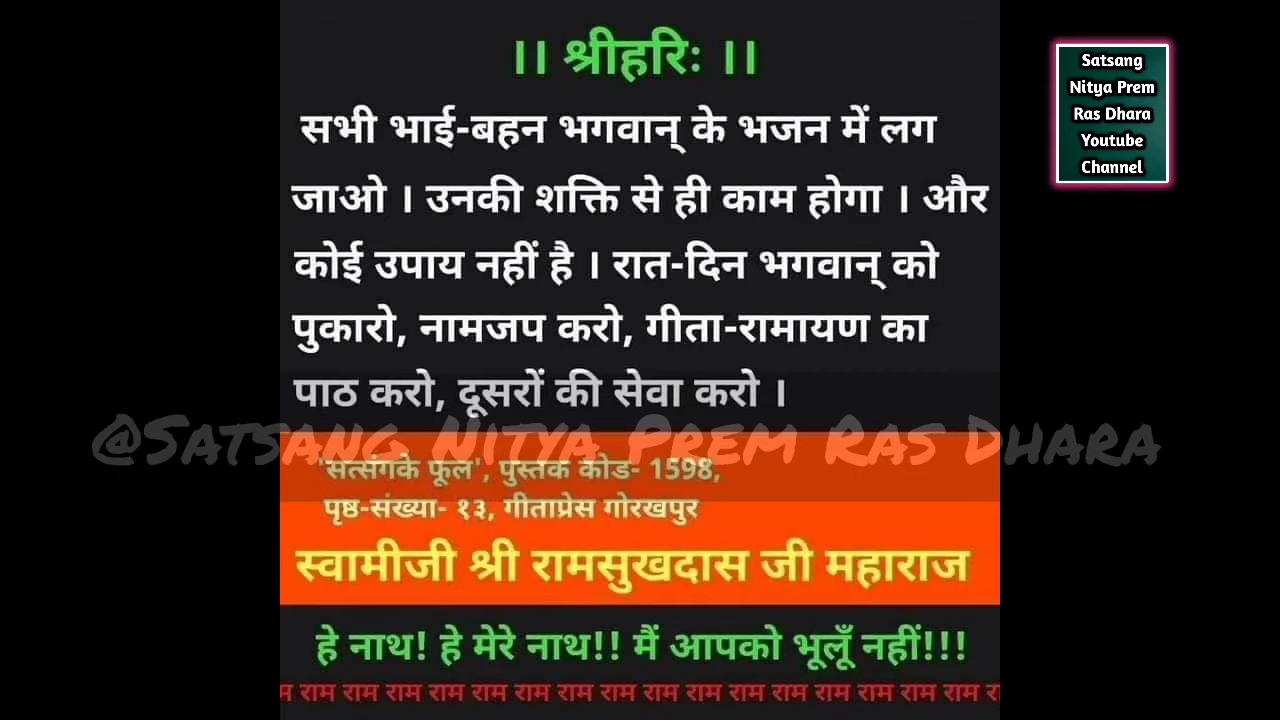 ।। श्रीहरिः ।।
सभी भाई-बहन भगवान् के भजन में लग
जाओ । उनकी शक्ति से ही काम होगा । और
कोई उपाय नहीं है । रात-दिन भगवान् को
पुकारो, नामजप करो, गीता-रामायण का
पाठ करो, दूसरों की सेवा करो ।
@Satsang Nitya Prem Ras Dhara
'सत्संगके फूल', पुस्तक कोड- 1598,
पृष्ठ-संख्या- १३, गीताप्रेस गोरखपुर
स्वामीजी श्री रामसुखदास जी महाराज
हे नाथ! हे मेरे नाथ!! मैं आपको भूलूँ नहीं!!!
म राम राम राम राम राम राम राम राम राम राम राम राम राम राम राम राम र
Satsang
Nitya Prem
Ras Dhara
Youtube
Channel